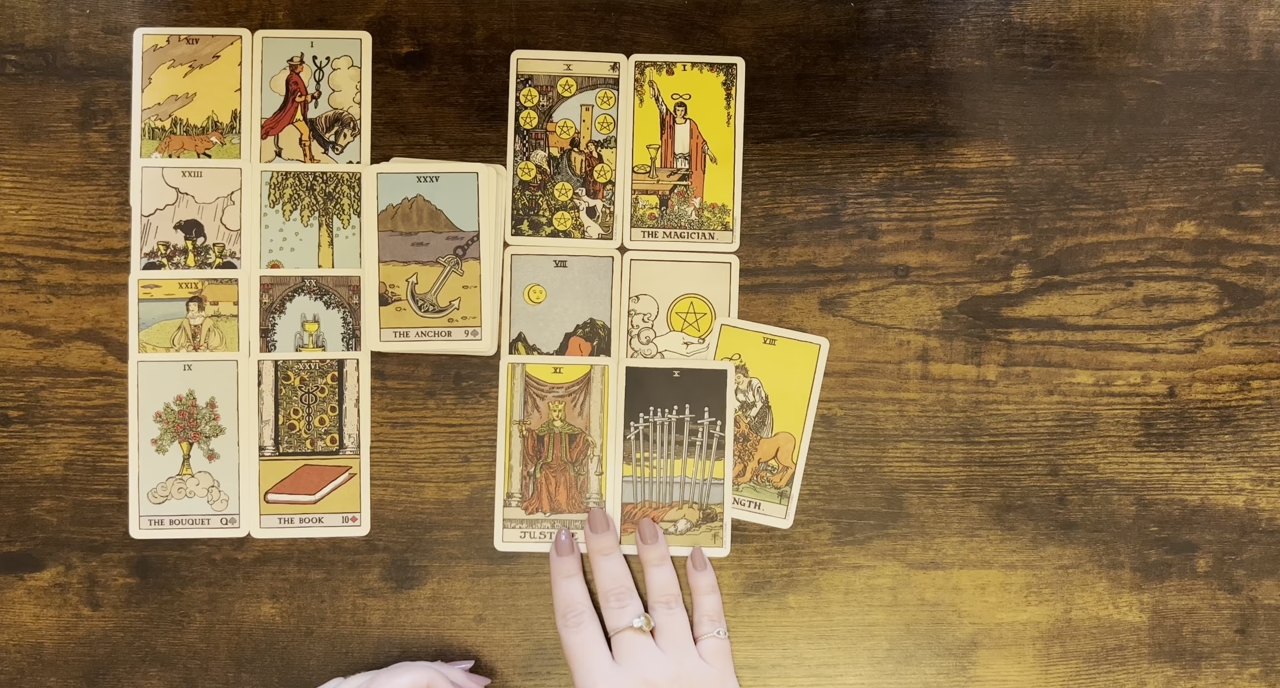 XIV
I
XXIII
XXIX
XX
IX
THE BOUQUET Q♠
XXVI
THE BOOK 10♦
XXXV
THE ANCHOR 9♠
X
I
THE MAGICIAN.
VIII
XI
X
VIII
NGTH.